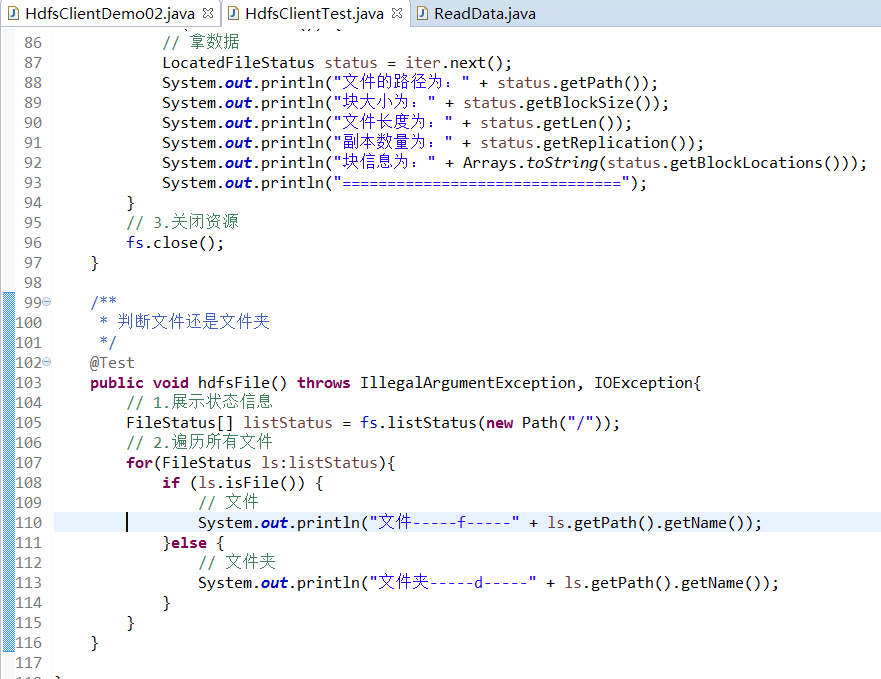 HdfsClientDemo02.java HdfsClientTest.java ReadData.java
86 // 拿数据
87 LocatedFileStatus status = iter.next();
88 System.out.println("文件的路径为：" + status.getPath());
89 System.out.println("块大小为：" + status.getBlockSize());
90 System.out.println("文件长度为：" + status.getLen());
91 System.out.println("副本数量为：" + status.getReplication());
92 System.out.println("块信息为：" + Arrays.toString(status.getBlockLocations()));
93 System.out.println("===============================");
94 }
95 // 3.关闭资源
96 fs.close();
97 }
98
99 /**
100 * 判断文件还是文件夹
101 */
102 @Test
103 public void hdfsFile() throws IllegalArgumentException, IOException{
104 // 1.展示状态信息
105 FileStatus[] listStatus = fs.listStatus(new Path("/"));
106 // 2.遍历所有文件
107 for(FileStatus ls:listStatus){
108 if (ls.isFile()) {
109 // 文件
110 System.out.println("文件-----f-----" + ls.getPath().getName());
111 }else {
112 // 文件夹
113 System.out.println("文件夹-----d-----" + ls.getPath().getName());
114 }
115 }
116 }
117